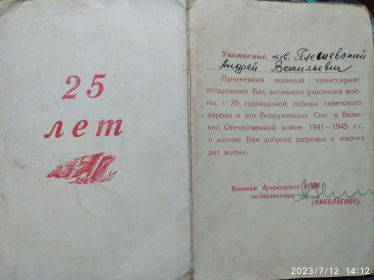 25
лет
Уважаемый тов.
Андрей Васильевич
Лунинецкий военный комиссариат
поздравляет Вас, активного участника вой-
ны, с 25 годовщиной победы советского
народа и его Вооруженных Сил в Вели-
кой Отечественной войне 1941—1945 г.г.
и желает Вам доброго здоровья и многих
лет жизни.
Военком Лунинецкого ОГВК
подполковник
(НИКОЛАЕНКО)
2023/7/12 14:12